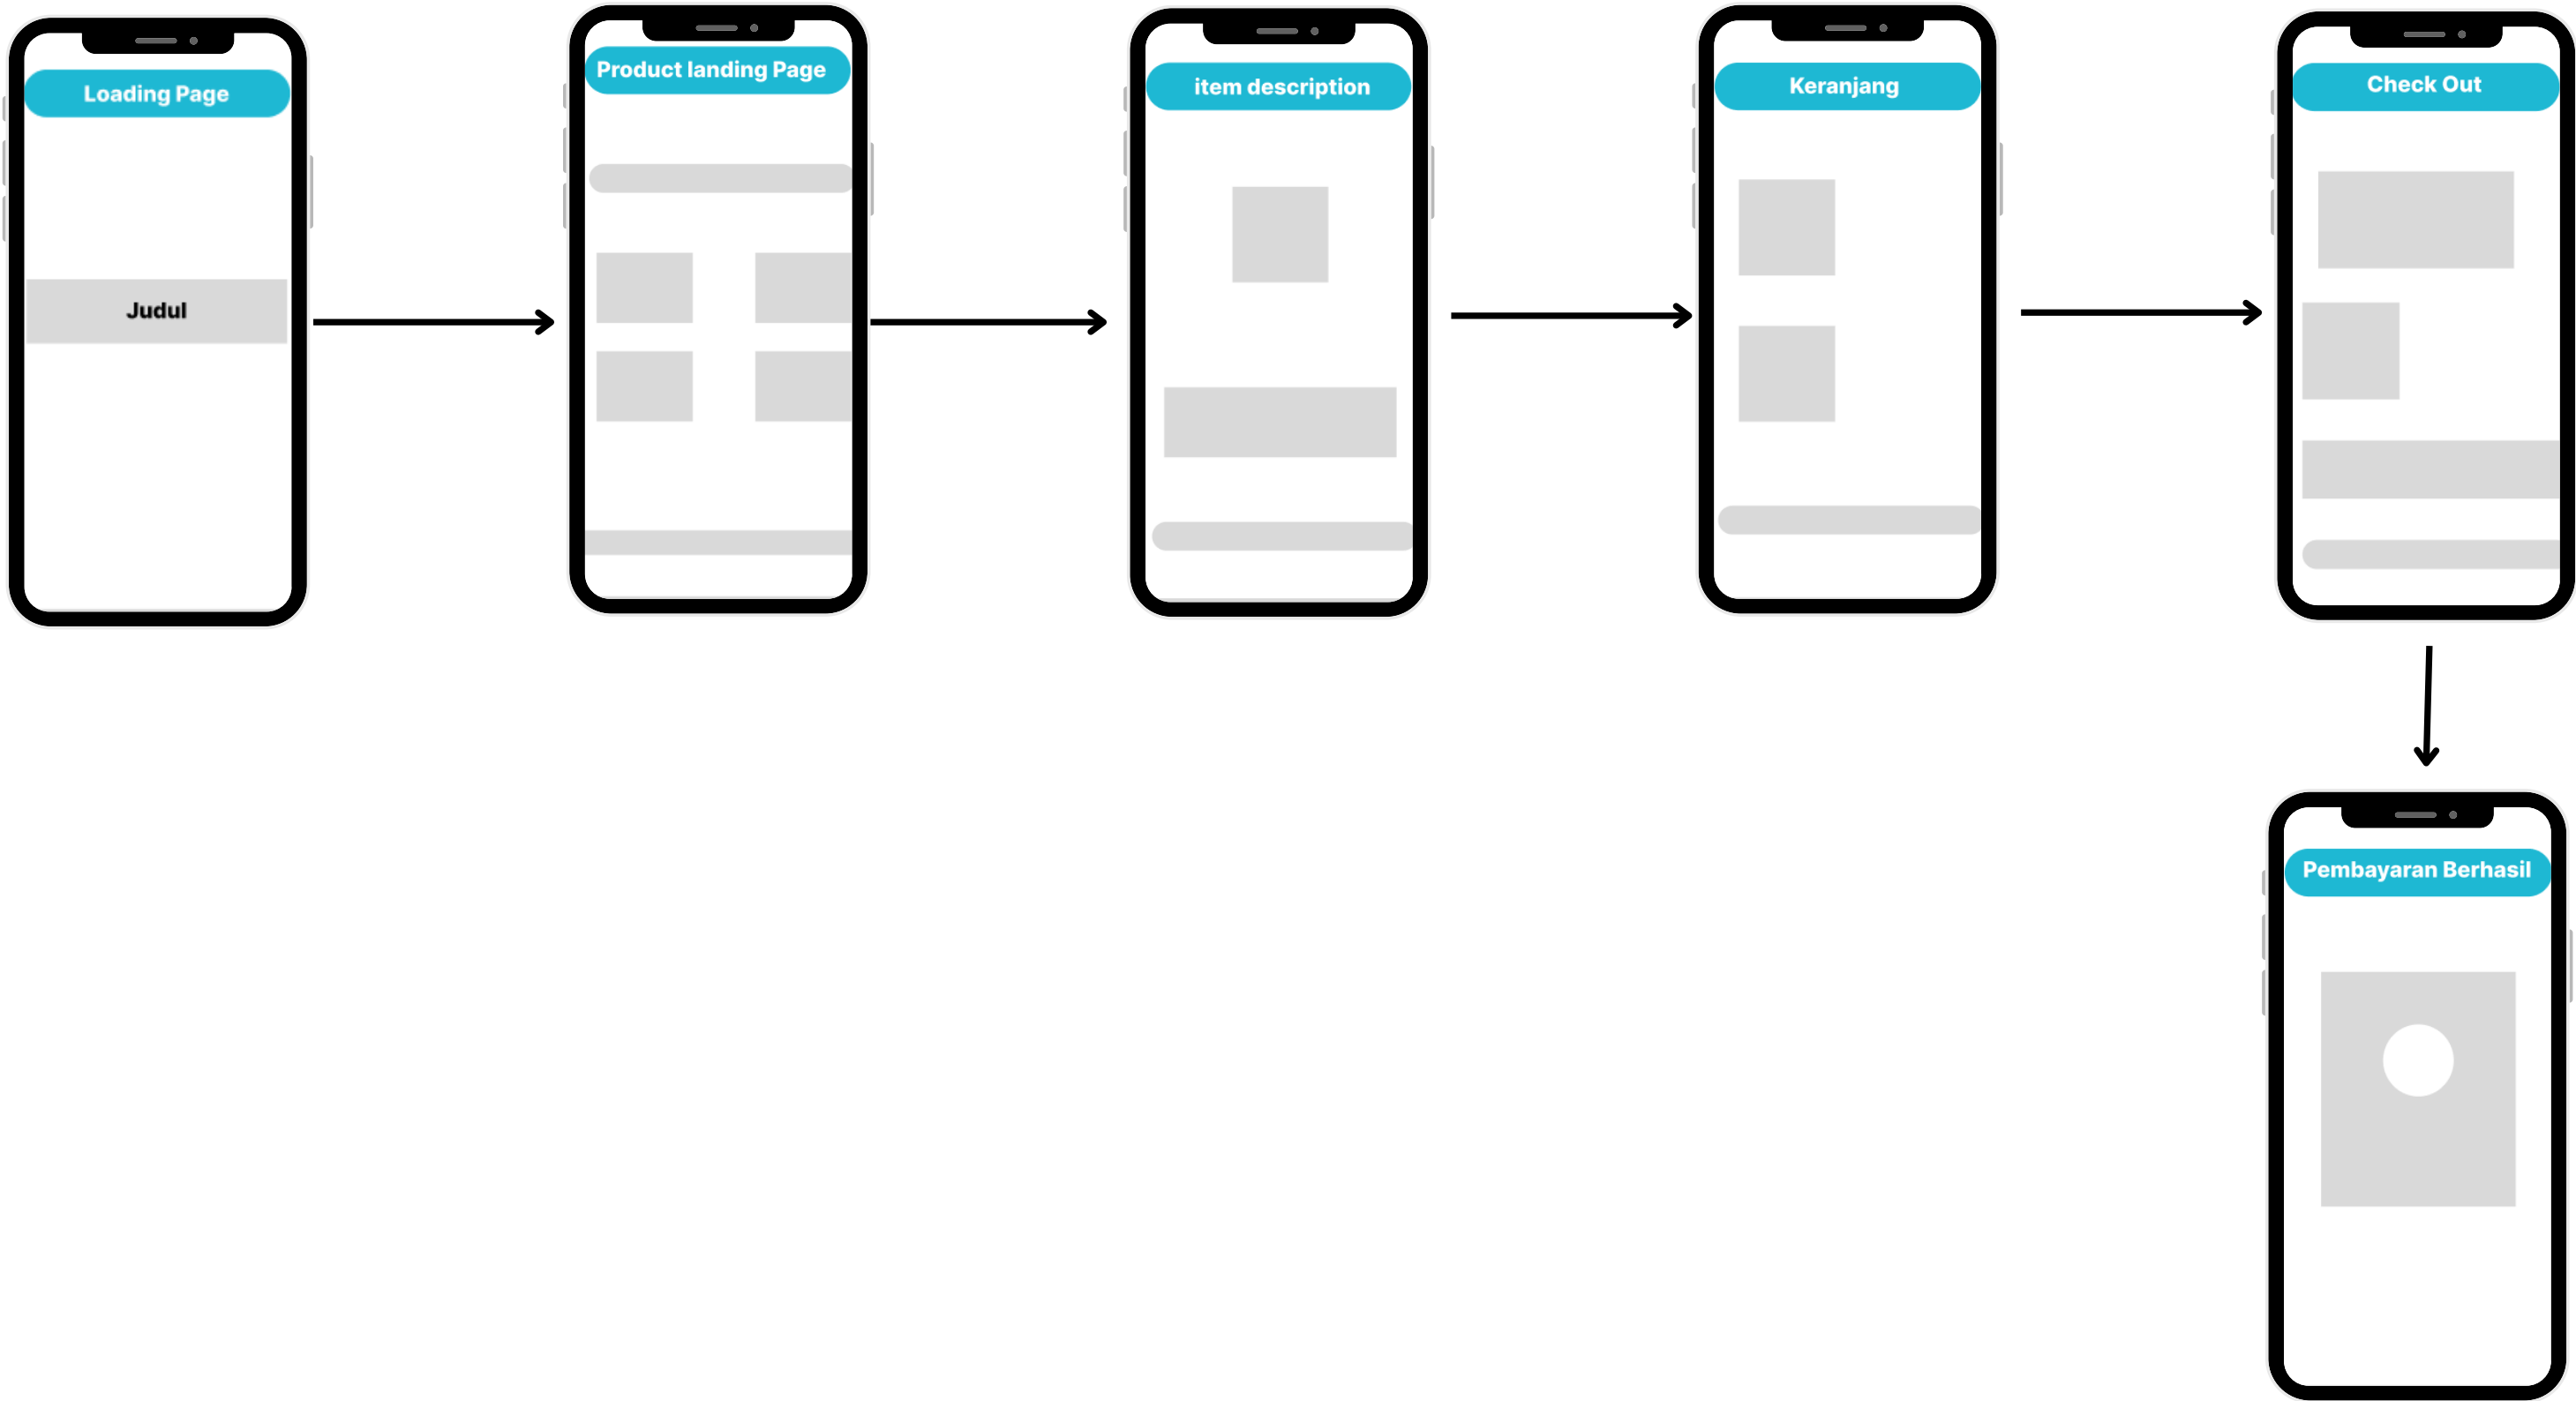 Loading Page
Judul
Product landing Page
item description
Keranjang
Check Out
Pembayaran Berhasil